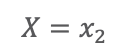 X = x₂